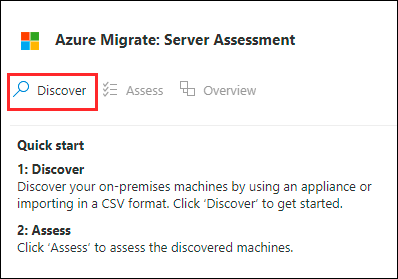 Azure Migrate: Server Assessment
Discover Assess Overview
Quick start
1: Discover
Discover your on-premises machines by using an appliance or
importing in a CSV format. Click ‘Discover’ to get started.
2: Assess
Click ‘Assess’ to assess the discovered machines.